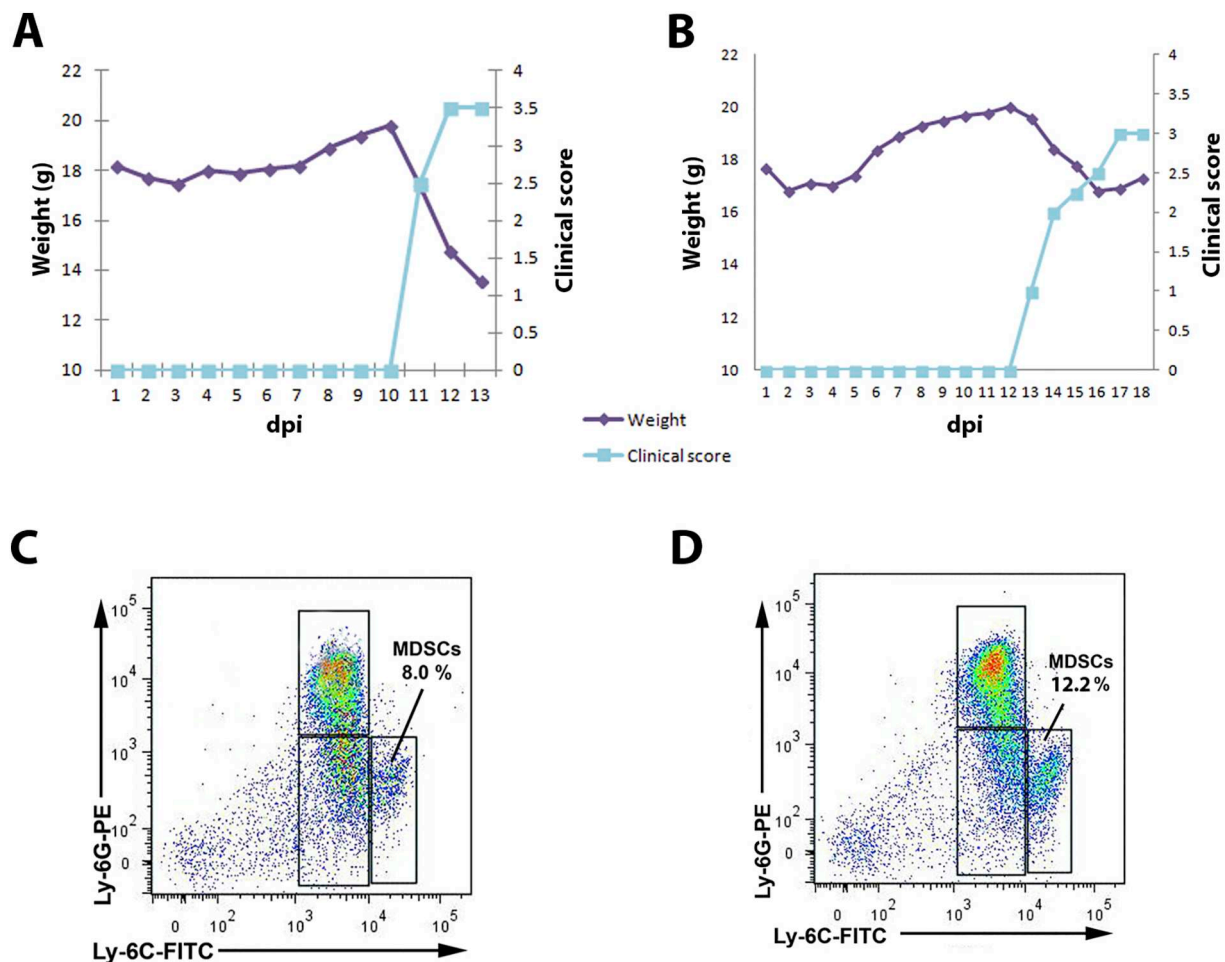 A
B
Weight (g)
22
20
18
16
14
12
10
4
3.5
3
2.5
2
1.5
1
0.5
0
Clinical score
1 2 3 4 5 6 7 8 9 10 11 12 13
dpi
Weight (g)
22
20
18
16
14
12
10
4
3.5
3
2.5
2
1.5
1
0.5
0
Clinical score
1 2 3 4 5 6 7 8 9 10 11 12 13 14 15 16 17 18
dpi
Weight
Clinical score
C
D
Ly-6G-PE
10^5
10^4
10^3
10^2
0
MDSCs
8.0 %
0 10^2 10^3 10^4 10^5
Ly-6C-FITC
Ly-6G-PE
10^5
10^4
10^3
10^2
0
MDSCs
12.2 %
0 10^2 10^3 10^4 10^5
Ly-6C-FITC